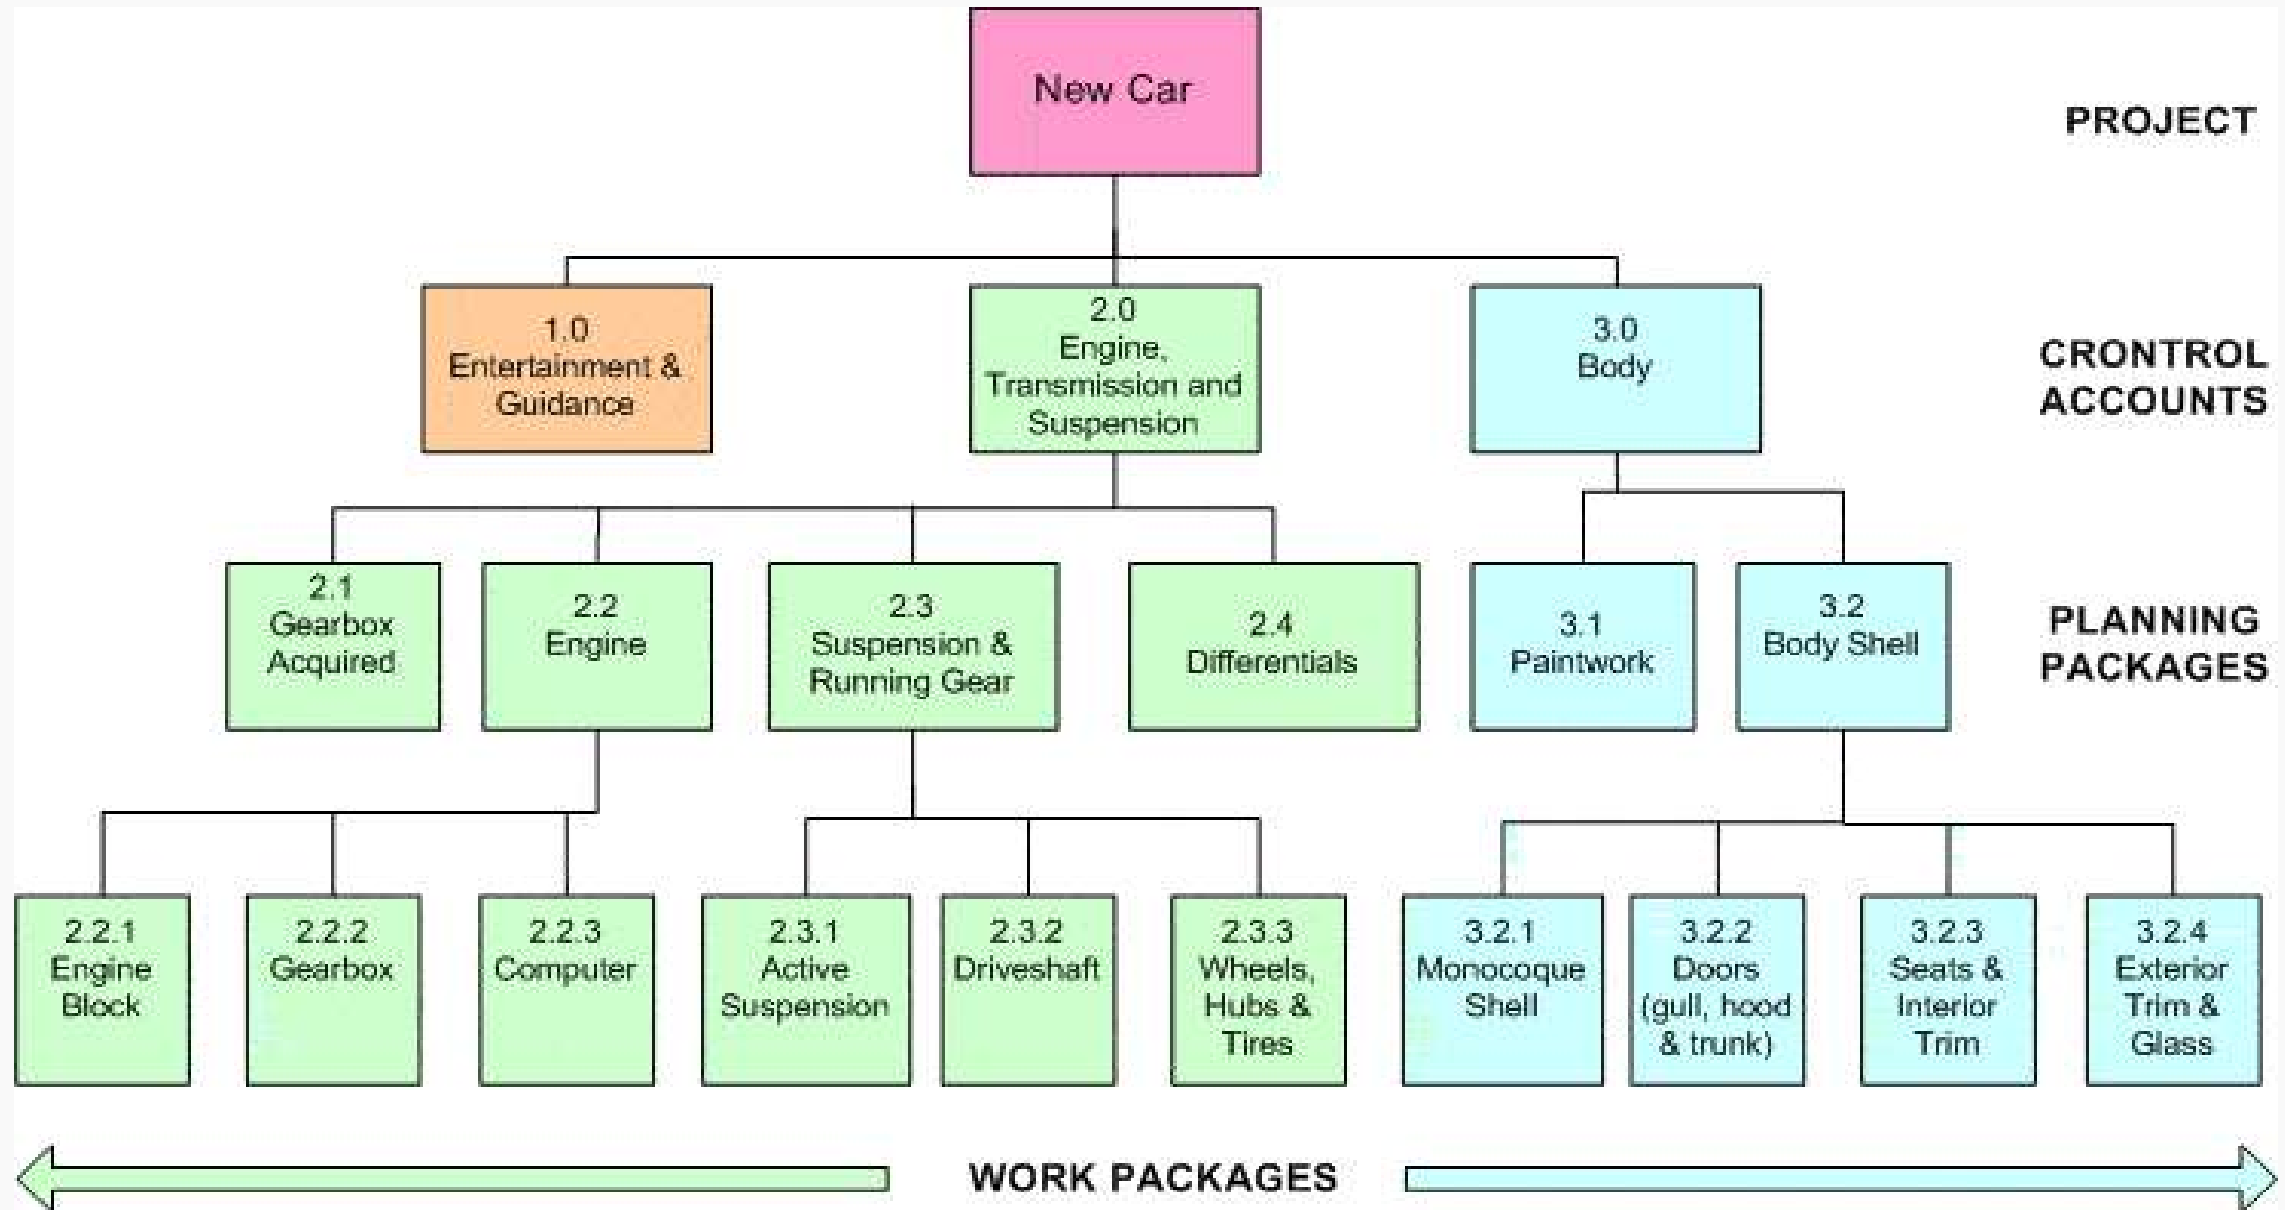 New Car
PROJECT
1.0
Entertainment &
Guidance
2.0
Engine,
Transmission and
Suspension
3.0
Body
CRONTROL
ACCOUNTS
2.1
Gearbox
Acquired
2.2
Engine
2.3
Suspension &
Running Gear
2.4
Differentials
3.1
Paintwork
3.2
Body Shell
PLANNING
PACKAGES
2.2.1
Engine
Block
2.2.2
Gearbox
2.2.3
Computer
2.3.1
Active
Suspension
2.3.2
Driveshaft
2.3.3
Wheels,
Hubs &
Tires
3.2.1
Monocoque
Shell
3.2.2
Doors
(gull, hood
& trunk)
3.2.3
Seats &
Interior
Trim
3.2.4
Exterior
Trim &
Glass
WORK PACKAGES